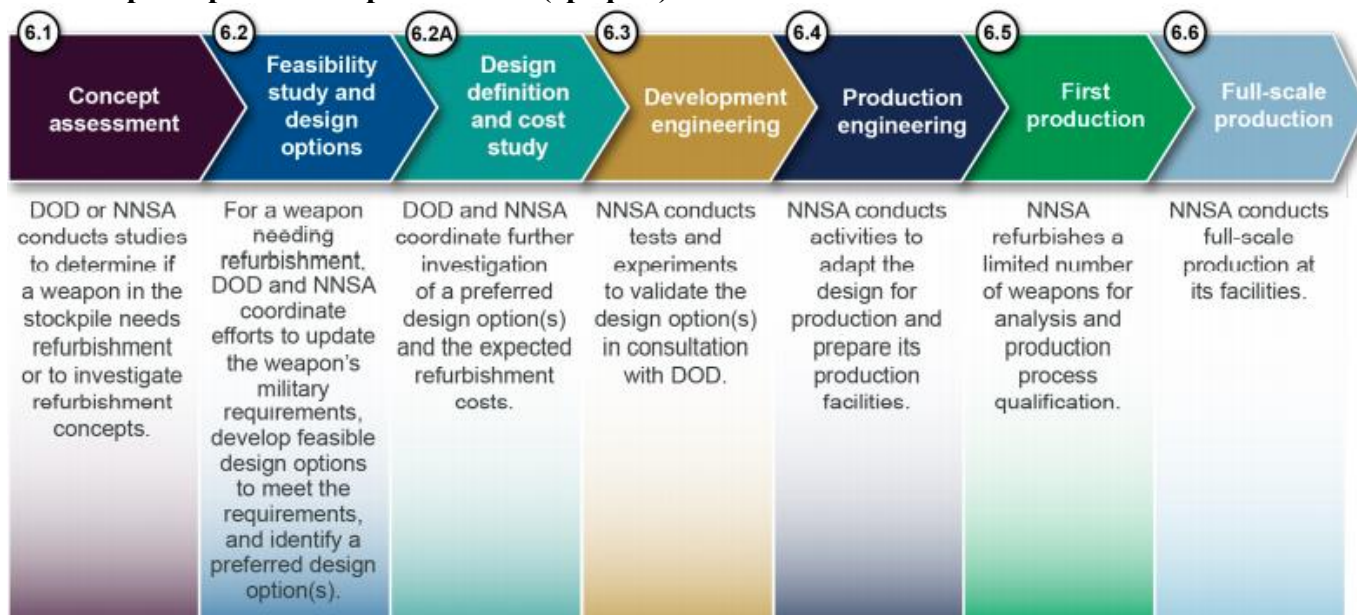 6.1
Concept
assessment
DOD or NNSA
conducts studies
to determine if
a weapon in the
stockpile needs
refurbishment
or to investigate
refurbishment
concepts.
6.2
Feasibility
study and
design
options
For a weapon
needing
refurbishment,
DOD and NNSA
coordinate
efforts to update
the weapon's
military
requirements,
develop feasible
design options
to meet the
requirements,
and identify a
preferred design
option(s).
6.2A
Design
definition
and cost
study
DOD and NNSA
coordinate further
investigation
of a preferred
design option(s)
and the expected
refurbishment
costs.
6.3
Development
engineering
NNSA conducts
tests and
experiments
to validate the
design option(s)
in consultation
with DOD.
6.4
Production
engineering
NNSA conducts
activities to
adapt the
design for
production and
prepare its
production
facilities.
6.5
First
production
NNSA
refurbishes a
limited number
of weapons for
analysis and
production
process
qualification.
6.6
Full-scale
production
NNSA conducts
full-scale
production at
its facilities.